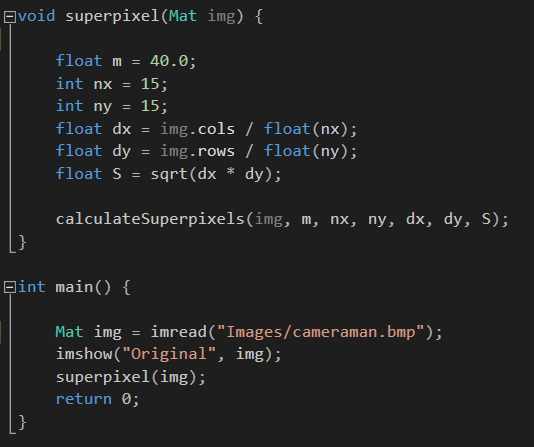 void superpixel(Mat img) {
float m = 40.0;
int nx = 15;
int ny = 15;
float dx = img.cols / float(nx);
float dy = img.rows / float(ny);
float S = sqrt(dx * dy);
calculateSuperpixels(img, m, nx, ny, dx, dy, S);
}
int main() {
Mat img = imread("Images/cameraman.bmp");
imshow("Original", img);
superpixel(img);
return 0;
}